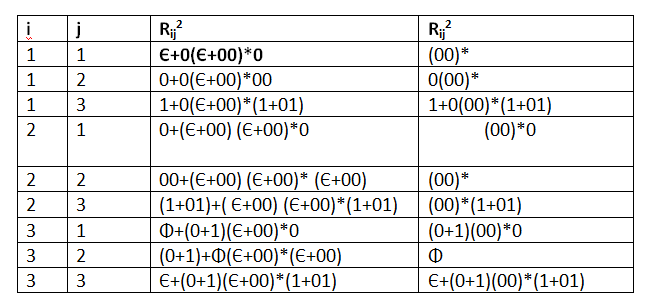 i j Rij² Rij²
1 1 Є+0(Є+00)*0 (00)*
1 2 0+0(Є+00)*00 0(00)*
1 3 1+0(Є+00)*(1+01) 1+0(00)*(1+01)
2 1 0+(Є+00) (Є+00)*0 (00)*0
2 2 00+(Є+00) (Є+00)* (Є+00) (00)*
2 3 (1+01)+( Є+00) (Є+00)*(1+01) (00)*(1+01)
3 1 Φ+(0+1)(Є+00)*0 (0+1)(00)*0
3 2 (0+1)+Φ(Є+00)*(Є+00) Φ
3 3 Є+(0+1)(Є+00)*(1+01) Є+(0+1)(00)*(1+01)